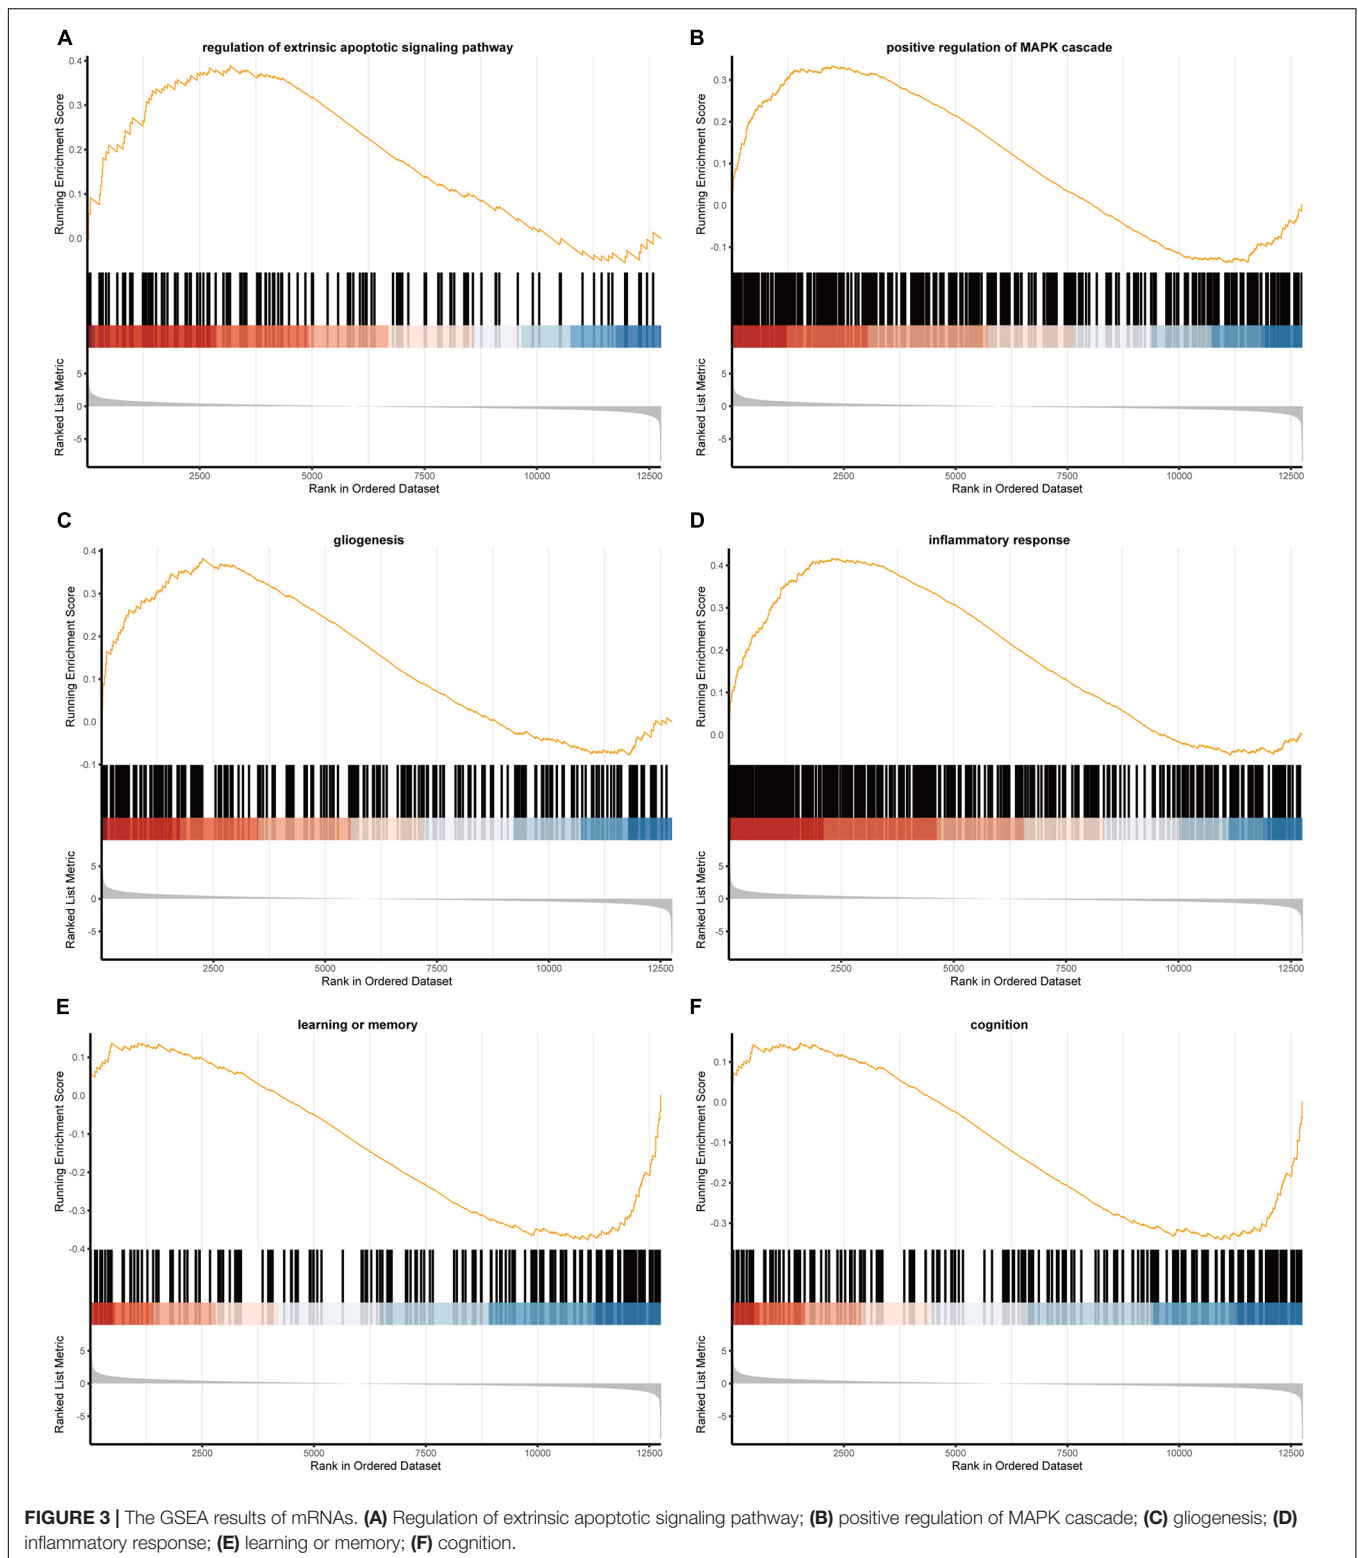 A
regulation of extrinsic apoptotic signaling pathway
Running Enrichment Score
0.4
0.3
0.2
0.1
0.0
Ranked List Metric
5
0
-5
2500 5000 7500 10000 12500
Rank in Ordered Dataset
B
positive regulation of MAPK cascade
Running Enrichment Score
0.3
0.2
0.1
0.0
-0.1
Ranked List Metric
5
0
-5
2500 5000 7500 10000 12500
Rank in Ordered Dataset
C
gliogenesis
Running Enrichment Score
0.4
0.3
0.2
0.1
0.0
-0.1
Ranked List Metric
5
0
-5
2500 5000 7500 10000 12500
Rank in Ordered Dataset
D
inflammatory response
Running Enrichment Score
0.4
0.3
0.2
0.1
0.0
Ranked List Metric
5
0
-5
2500 5000 7500 10000 12500
Rank in Ordered Dataset
E
learning or memory
Running Enrichment Score
0.1
0.0
-0.1
-0.2
-0.3
-0.4
Ranked List Metric
5
0
-5
2500 5000 7500 10000 12500
Rank in Ordered Dataset
F
cognition
Running Enrichment Score
0.1
0.0
-0.1
-0.2
-0.3
Ranked List Metric
5
0
-5
2500 5000 7500 10000 12500
Rank in Ordered Dataset
FIGURE 3 | The GSEA results of mRNAs. (A) Regulation of extrinsic apoptotic signaling pathway; (B) positive regulation of MAPK cascade; (C) gliogenesis; (D)
inflammatory response; (E) learning or memory; (F) cognition.